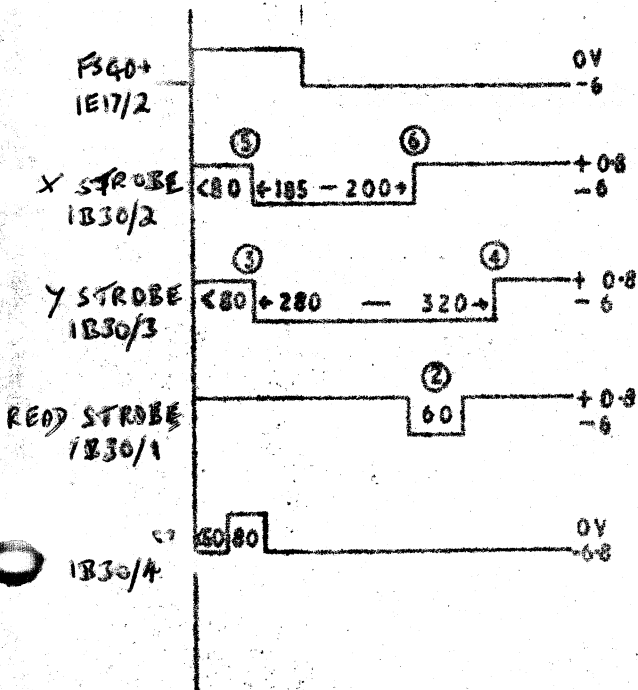 FSGO+
1E17/2
0V
-6
⑤
⑥
X STROBE
1B30/2
<80 ←185 — 200→
+ 0·8
-6
③
④
Y STROBE
1B30/3
<80 ←280 — 320→
+ 0·8
- 6
②
READ STROBE
1B30/1
60
+ 0·8
-6
1B30/4
80
0V
-6·8